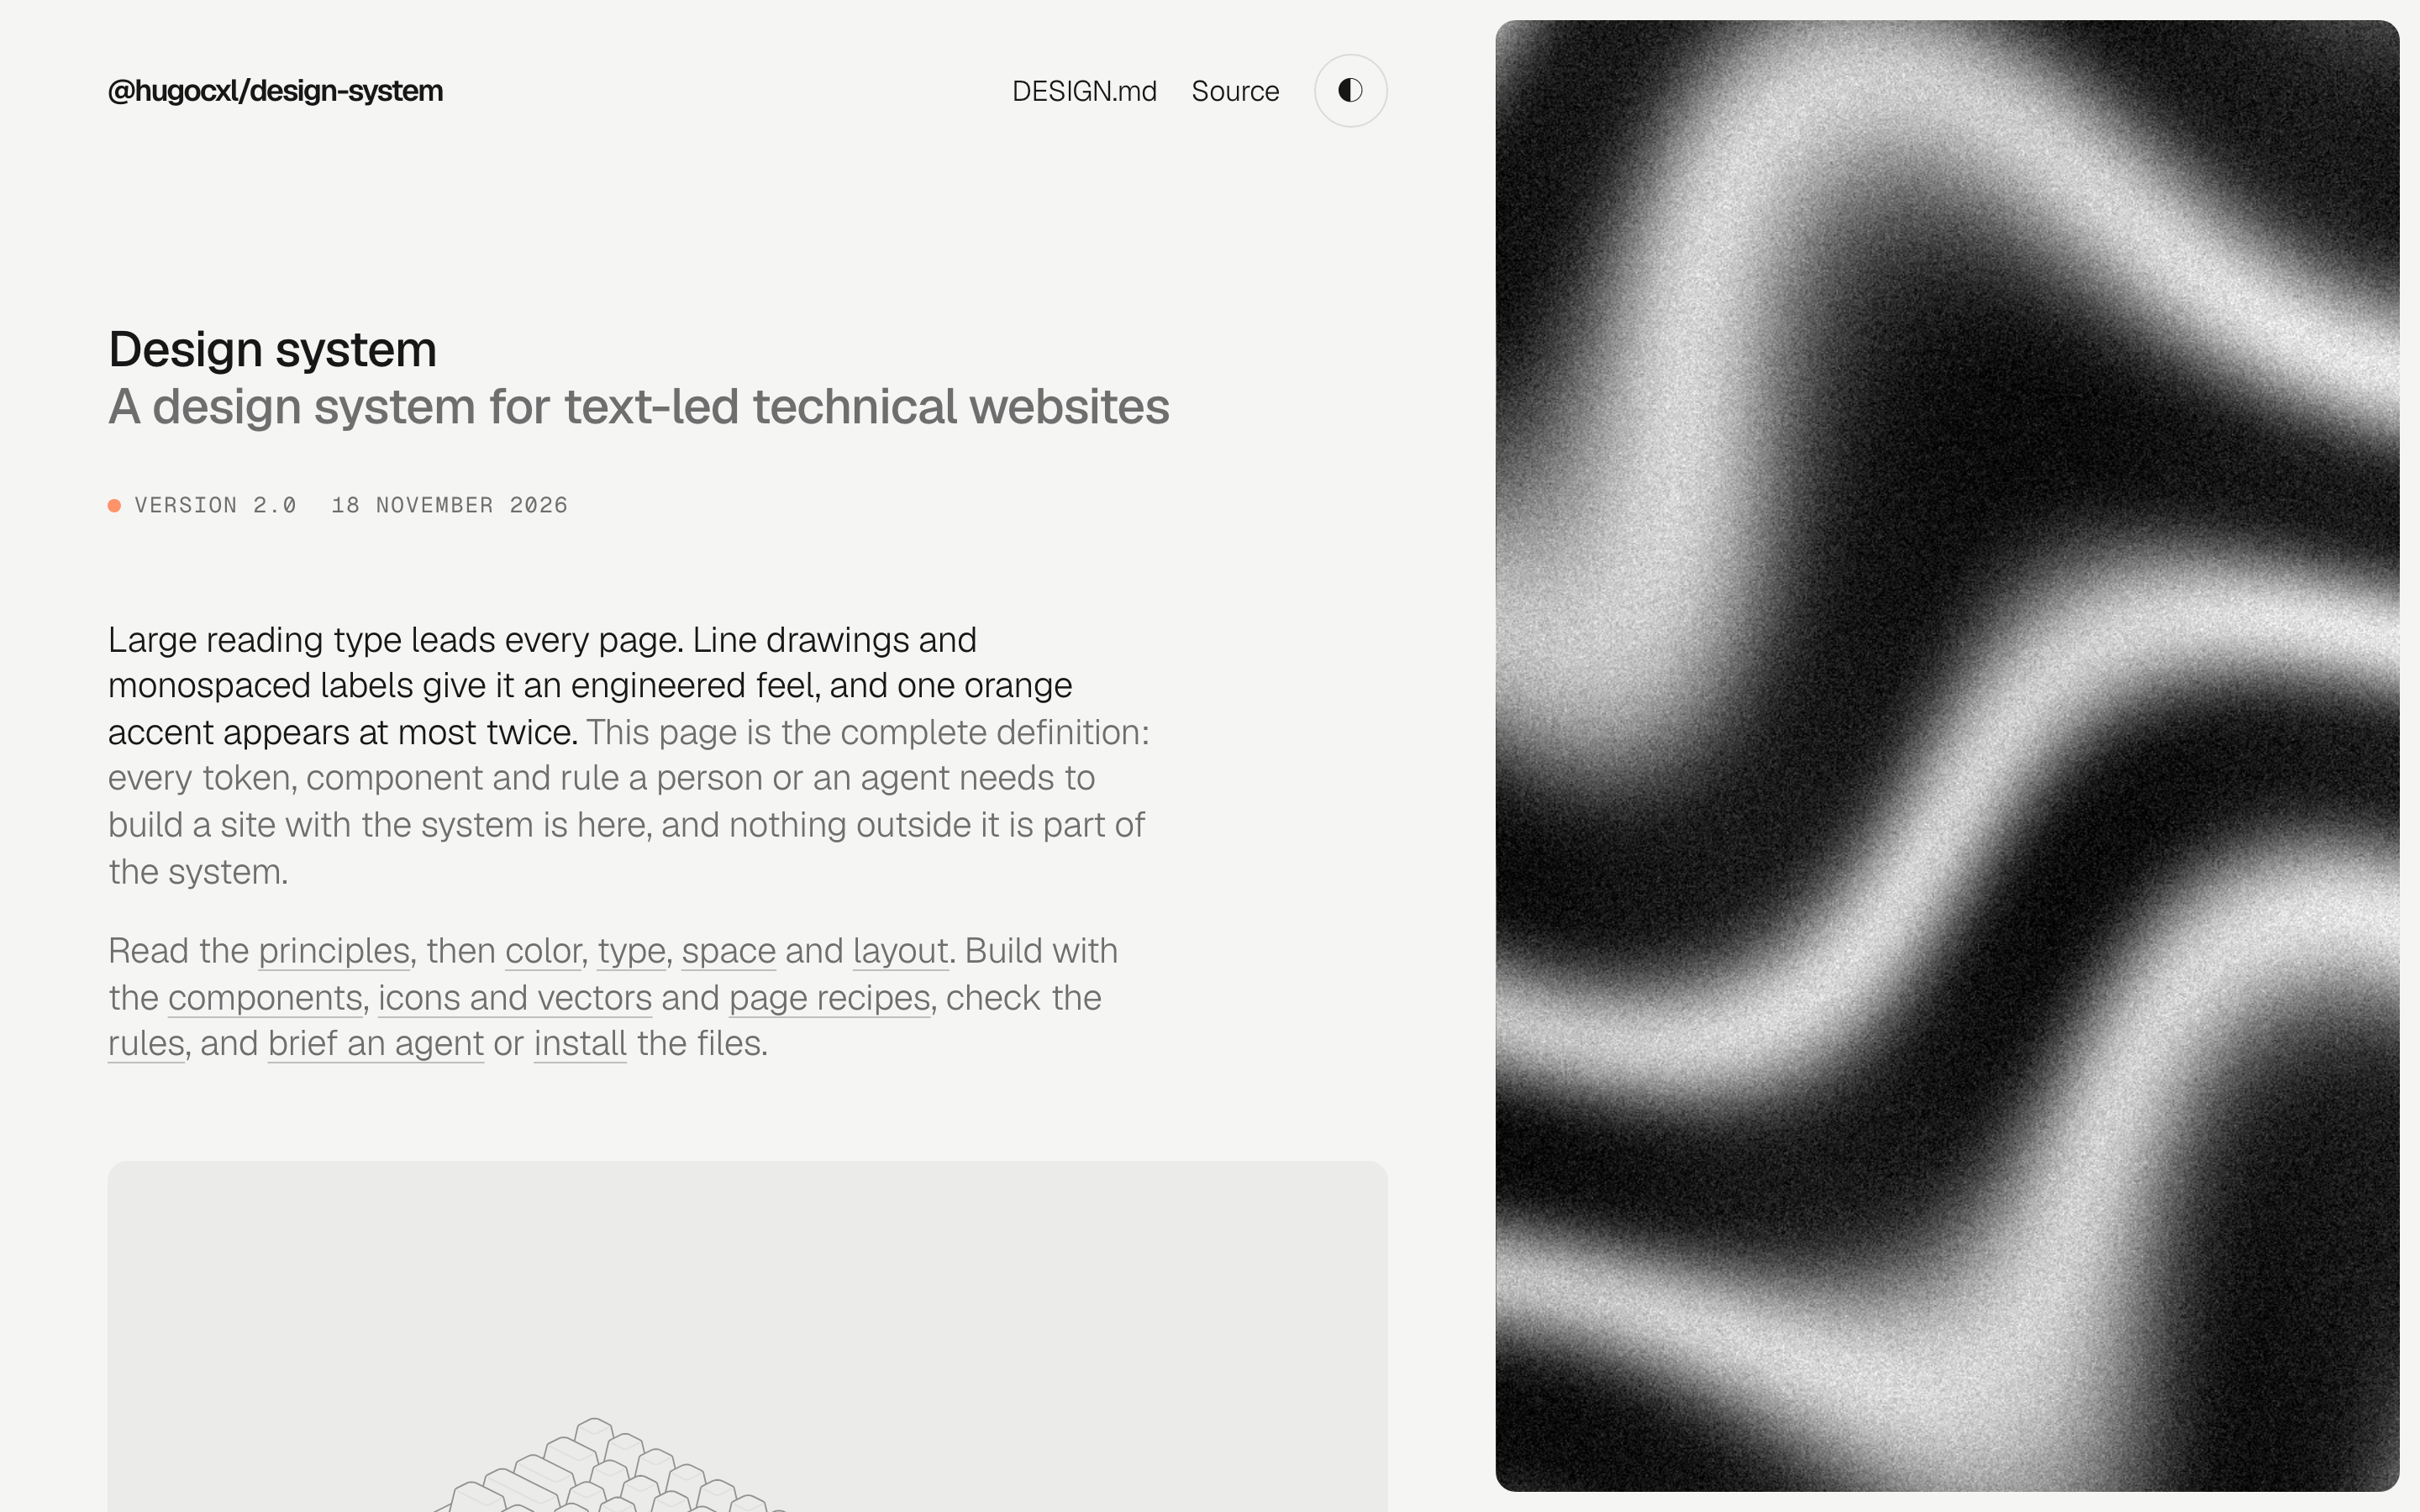 @hugocxl/design-system
DESIGN.md
Source
Design system
A design system for text-led technical websites
VERSION 2.0 18 NOVEMBER 2026
Large reading type leads every page. Line drawings and
monospaced labels give it an engineered feel, and one orange
accent appears at most twice. This page is the complete definition:
every token, component and rule a person or an agent needs to
build a site with the system is here, and nothing outside it is part of
the system.
Read the principles, then color, type, space and layout. Build with
the components, icons and vectors and page recipes, check the
rules, and brief an agent or install the files.